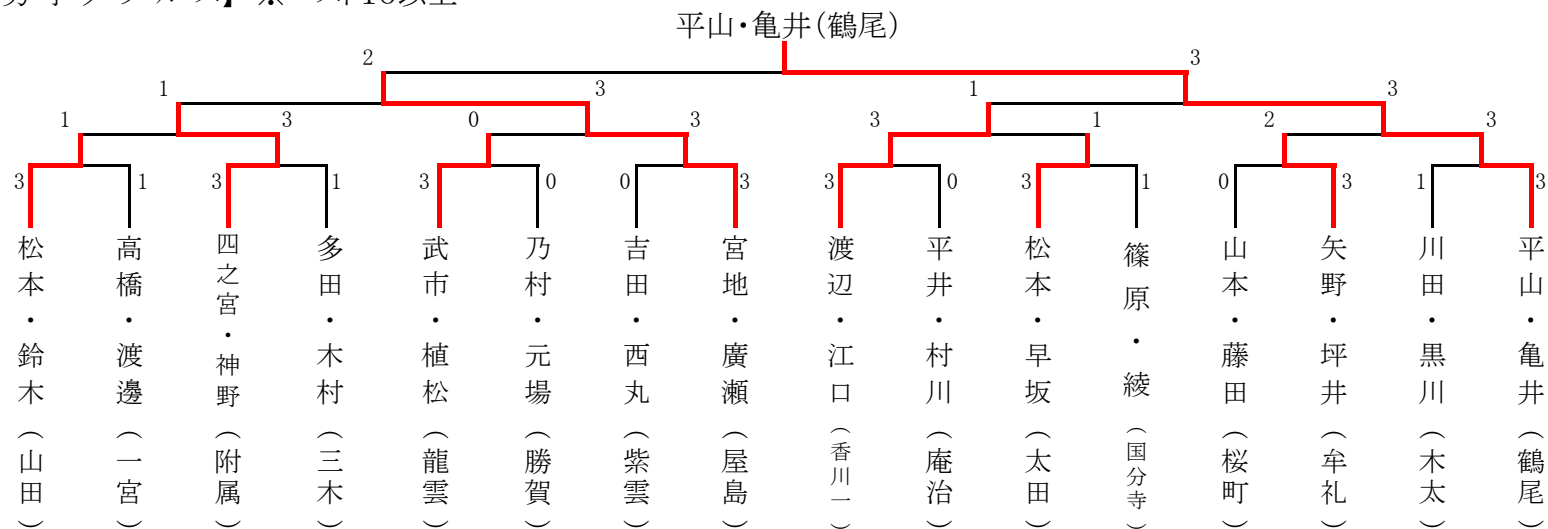 平山・亀井(鶴尾)
2 3
1 3 1 3
1 3 0 3 3 1 2 3
3 1 3 1 3 0 0 3 3 0 3 1 0 3 1 3
松本・鈴木(山田)
高橋・渡邊(一宮)
四之宮・神野(附属)
多田・木村(三木)
武市・植松(龍雲)
乃村・元場(勝賀)
吉田・西丸(紫雲)
宮地・廣瀬(屋島)
渡辺・江口(香川一)
平井・村川(庵治)
松本・早坂(太田)
篠原・綾(国分寺)
山本・藤田(桜町)
矢野・坪井(牟礼)
川田・黒川(木太)
平山・亀井(鶴尾)